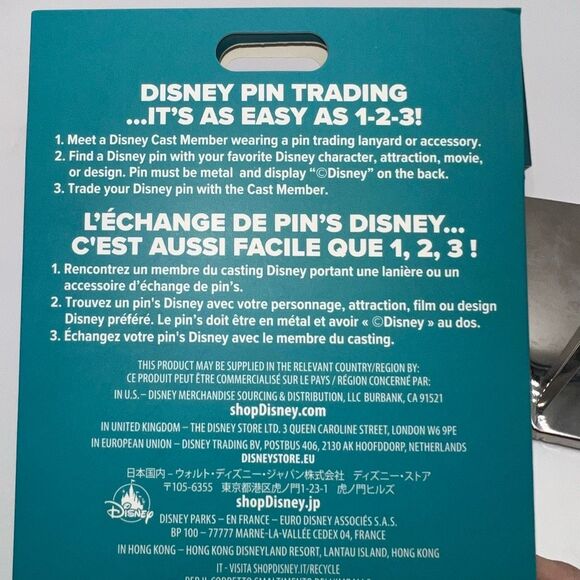 DISNEY PIN TRADING
...IT'S AS EASY AS 1-2-3!
1. Meet a Disney Cast Member wearing a pin trading lanyard or accessory.
2. Find a Disney pin with your favorite Disney character, attraction, movie,
or design. Pin must be metal and display "©Disney" on the back.
3. Trade your Disney pin with the Cast Member.
L'ÉCHANGE DE PIN'S DISNEY...
C'EST AUSSI FACILE QUE 1, 2, 3 !
1. Rencontrez un membre du casting Disney portant une lanière ou un
accessoire d'échange de pin's.
2. Trouvez un pin's Disney avec votre personnage, attraction, film ou design
Disney préféré. Le pin's doit être en métal et avoir « ©Disney » au dos.
3. Échangez votre pin's Disney avec le membre du casting.
THIS PRODUCT MAY BE SUPPLIED IN THE RELEVANT COUNTRY/REGION BY:
CE PRODUIT PEUT ÊTRE COMMERCIALISÉ SUR LE PAYS / RÉGION CONCERNÉ PAR:
IN U.S. – DISNEY MERCHANDISE SOURCING & DISTRIBUTION, LLC BURBANK, CA 91521
shopDisney.com
IN UNITED KINGDOM – THE DISNEY STORE LTD. 3 QUEEN CAROLINE STREET, LONDON W6 9PE
IN EUROPEAN UNION – DISNEY TRADING BV, POSTBUS 406, 2130 AK HOOFDDORP, NETHERLANDS
DISNEYSTORE.EU
日本国内 – ウォルト・ディズニー・ジャパン株式会社 ディズニー・ストア
〒105-6355 東京都港区虎ノ門1-23-1 虎ノ門ヒルズ
shopDisney.jp
Disney
DISNEY PARKS – EN FRANCE – EURO DISNEY ASSOCIÉS S.A.S.
BP 100 – 77777 MARNE-LA-VALLÉE CEDEX 04, FRANCE
IN HONG KONG – HONG KONG DISNEYLAND RESORT, LANTAU ISLAND, HONG KONG
IT - VISITA SHOPDISNEY.IT/RECYCLE